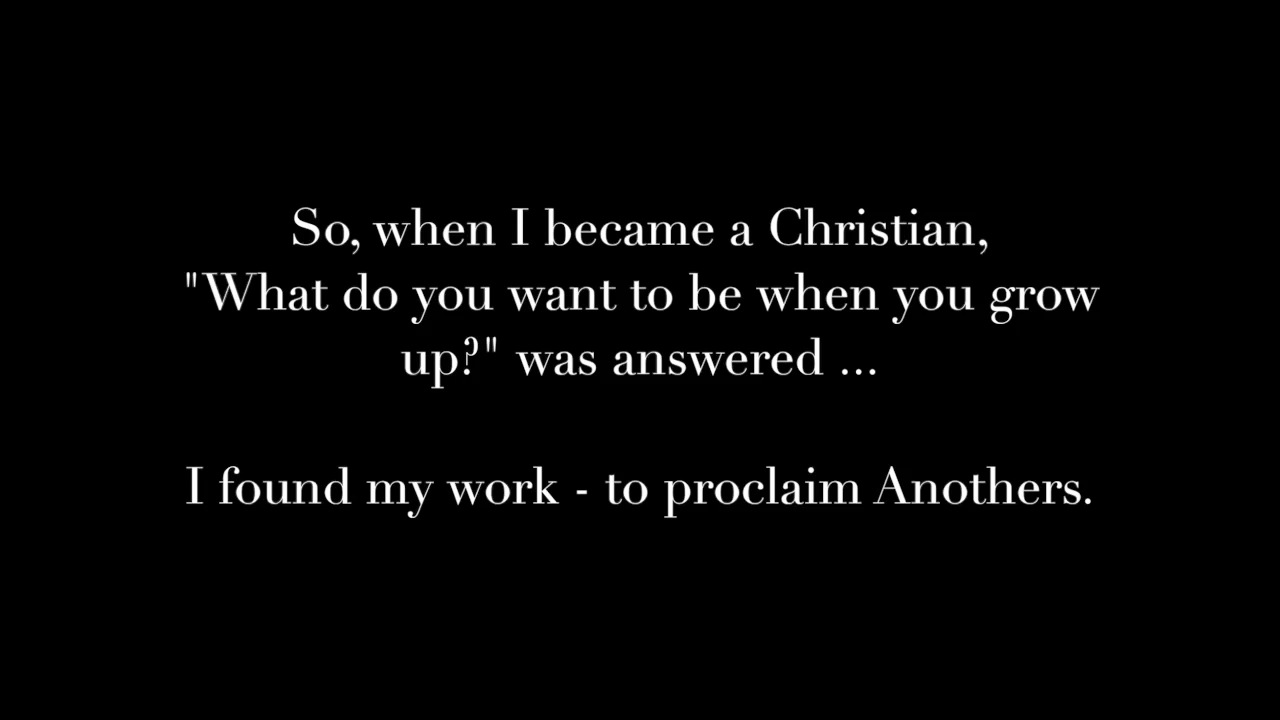 So, when I became a Christian,
"What do you want to be when you grow
up?" was answered ...
I found my work - to proclaim Anothers.